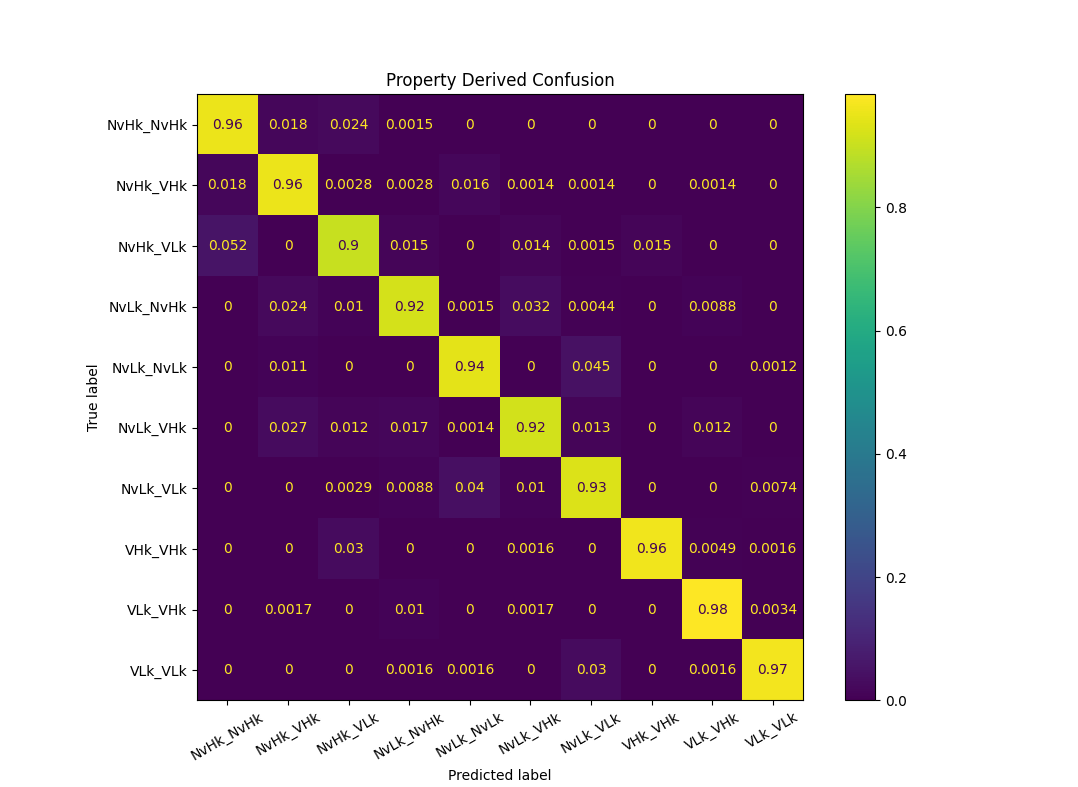 Property Derived Confusion
NvHk_NvHk 0.96 0.018 0.024 0.0015 0 0 0 0 0 0
NvHk_VHk 0.018 0.96 0.0028 0.0028 0.016 0.0014 0.0014 0 0.0014 0
NvHk_VLk 0.052 0 0.9 0.015 0 0.014 0.0015 0.015 0 0
NvLk_NvHk 0 0.024 0.01 0.92 0.0015 0.032 0.0044 0 0.0088 0
NvLk_NvLk 0 0.011 0 0 0.94 0 0.045 0 0 0.0012
NvLk_VHk 0 0.027 0.012 0.017 0.0014 0.92 0.013 0 0.012 0
NvLk_VLk 0 0 0.0029 0.0088 0.04 0.01 0.93 0 0 0.0074
VHk_VHk 0 0 0.03 0 0 0.0016 0 0.96 0.0049 0.0016
VLk_VHk 0 0.0017 0 0.01 0 0.0017 0 0 0.98 0.0034
VLk_VLk 0 0 0 0.0016 0.0016 0 0.03 0 0.0016 0.97
True label
NvHk_NvHk NvHk_VHk NvHk_VLk NvLk_NvHk NvLk_NvLk NvLk_VHk NvLk_VLk VHk_VHk VLk_VHk VLk_VLk
Predicted label
0.8
0.6
0.4
0.2
0.0